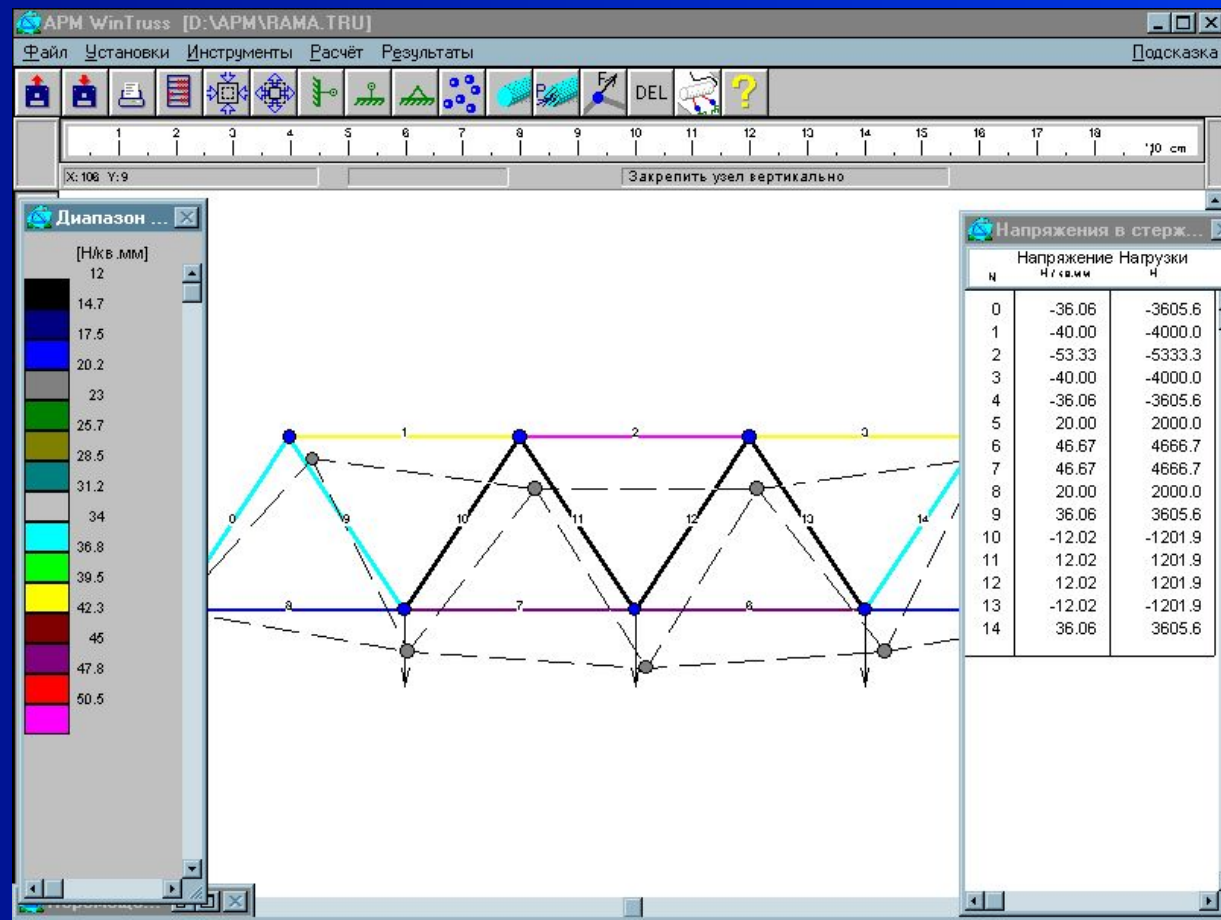 APM WinTruss [D:\APM\RAMA.TRU]
Файл Установки Инструменты Расчёт Результаты Подсказка
F DEL ?
1 2 3 4 5 6 7 8 9 10 11 12 13 14 15 16 17 18 *10 cm
X: 106 Y: 9 Закрепить узел вертикально
Диапазон ...
[Н/кв.мм]
12
14.7
17.5
20.2
23
25.7
28.5
31.2
34
36.8
39.5
42.3
45
47.8
50.5
1 2 3
0 9 10 11 12 13 14
8 7 6
Напряжения в стерж...
Напряжение Нагрузки
N Н/кв.мм Н
0 -36.06 -3605.6
1 -40.00 -4000.0
2 -53.33 -5333.3
3 -40.00 -4000.0
4 -36.06 -3605.6
5 20.00 2000.0
6 46.67 4666.7
7 46.67 4666.7
8 20.00 2000.0
9 36.06 3605.6
10 -12.02 -1201.9
11 12.02 1201.9
12 12.02 1201.9
13 -12.02 -1201.9
14 36.06 3605.6